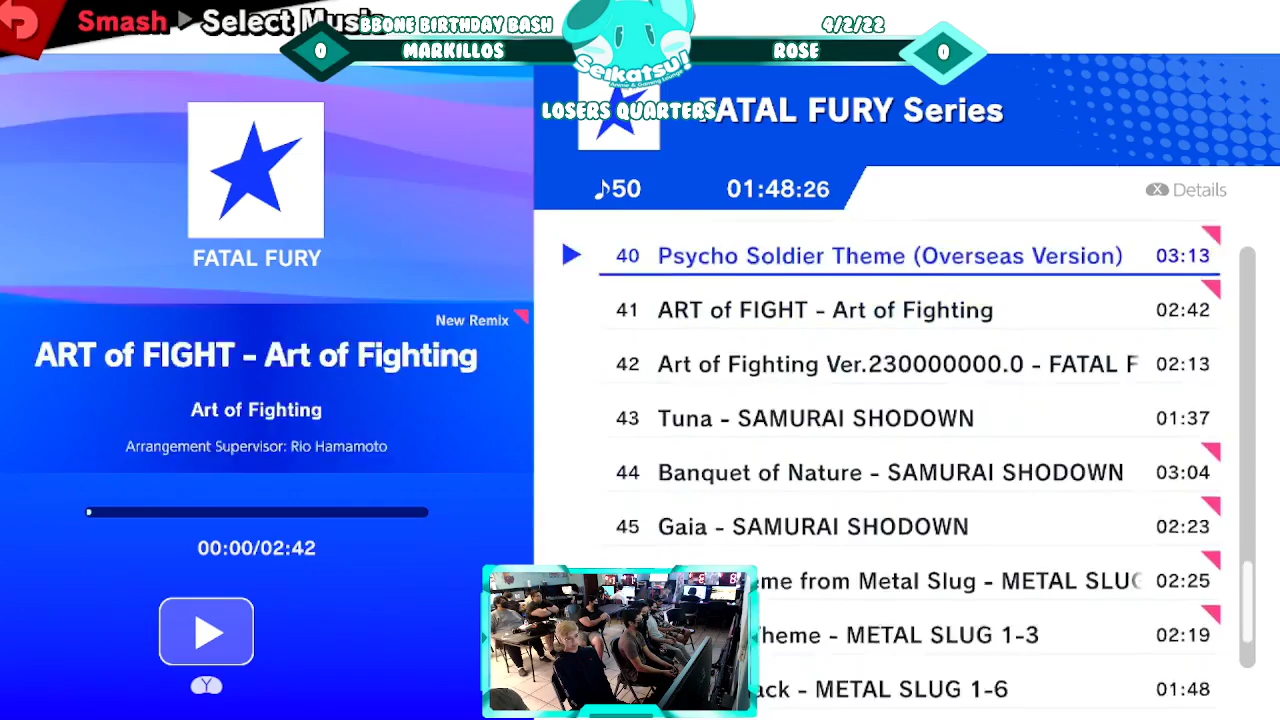 Smash ▶ Select Music
BBONE BIRTHDAY BASH
4/2/22
0
MARKILLOS
ROSE
0
Seikatsu!
Anime & Gaming Lounge
LOSERS QUARTERS
FATAL FURY Series
♪50
01:48:26
X Details
FATAL FURY
New Remix
ART of FIGHT - Art of Fighting
Art of Fighting
Arrangement Supervisor: Rio Hamamoto
00:00/02:42
Y
40 Psycho Soldier Theme (Overseas Version) 03:13
41 ART of FIGHT - Art of Fighting 02:42
42 Art of Fighting Ver.230000000.0 - FATAL F 02:13
43 Tuna - SAMURAI SHODOWN 01:37
44 Banquet of Nature - SAMURAI SHODOWN 03:04
45 Gaia - SAMURAI SHODOWN 02:23
eme from Metal Slug - METAL SLUG 02:25
Theme - METAL SLUG 1-3 02:19
ack - METAL SLUG 1-6 01:48